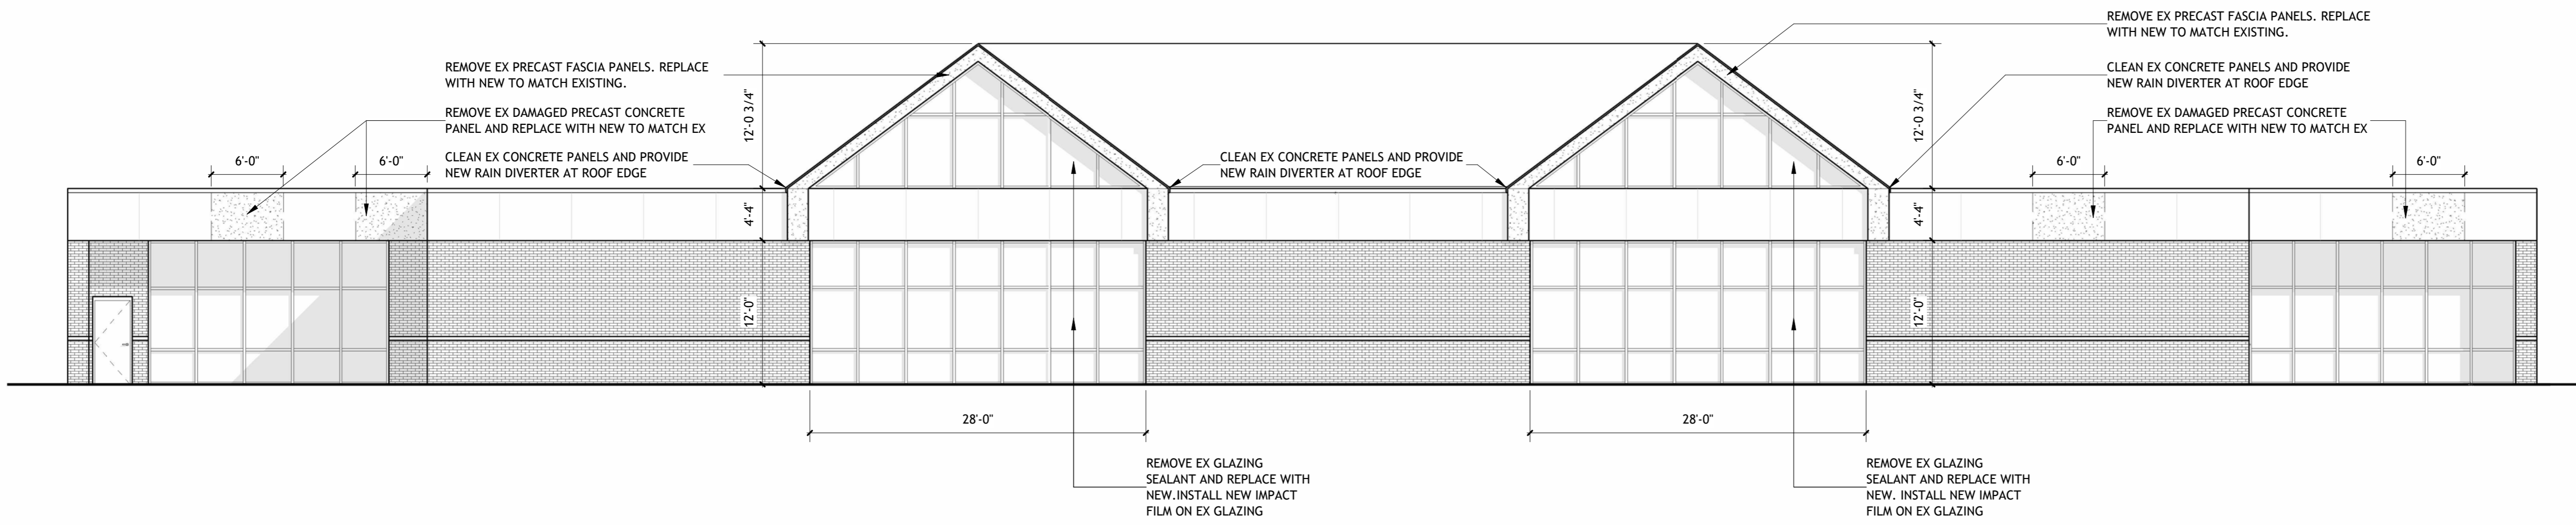 REMOVE EX PRECAST FASCIA PANELS. REPLACE
WITH NEW TO MATCH EXISTING.
REMOVE EX DAMAGED PRECAST CONCRETE
PANEL AND REPLACE WITH NEW TO MATCH EX
CLEAN EX CONCRETE PANELS AND PROVIDE
NEW RAIN DIVERTER AT ROOF EDGE
6'-0"
6'-0"
12'-0 3/4"
4'-4"
12'-0"
CLEAN EX CONCRETE PANELS AND PROVIDE
NEW RAIN DIVERTER AT ROOF EDGE
REMOVE EX PRECAST FASCIA PANELS. REPLACE
WITH NEW TO MATCH EXISTING.
CLEAN EX CONCRETE PANELS AND PROVIDE
NEW RAIN DIVERTER AT ROOF EDGE
REMOVE EX DAMAGED PRECAST CONCRETE
PANEL AND REPLACE WITH NEW TO MATCH EX
12'-0 3/4"
4'-4"
12'-0"
6'-0"
6'-0"
28'-0"
28'-0"
REMOVE EX GLAZING
SEALANT AND REPLACE WITH
NEW.INSTALL NEW IMPACT
FILM ON EX GLAZING
REMOVE EX GLAZING
SEALANT AND REPLACE WITH
NEW. INSTALL NEW IMPACT
FILM ON EX GLAZING